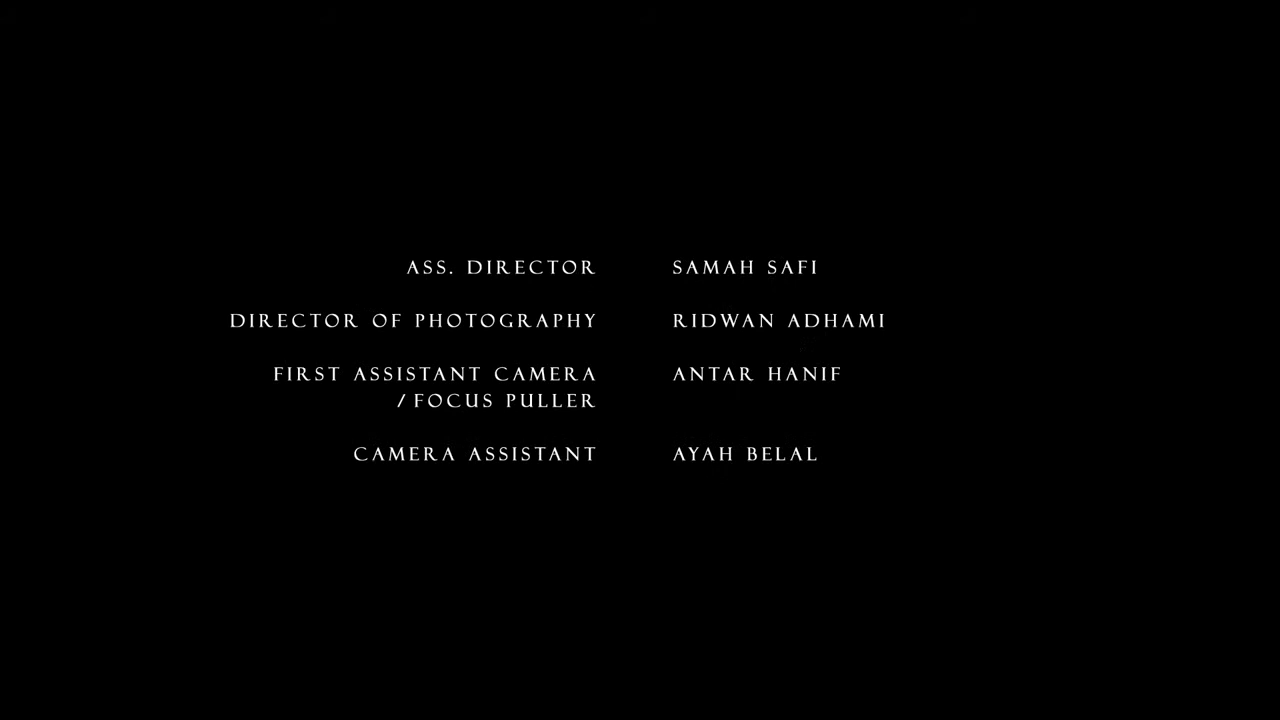 ASS. DIRECTOR SAMAH SAFI
DIRECTOR OF PHOTOGRAPHY RIDWAN ADHAMI
FIRST ASSISTANT CAMERA ANTAR HANIF
/FOCUS PULLER
CAMERA ASSISTANT AYAH BELAL